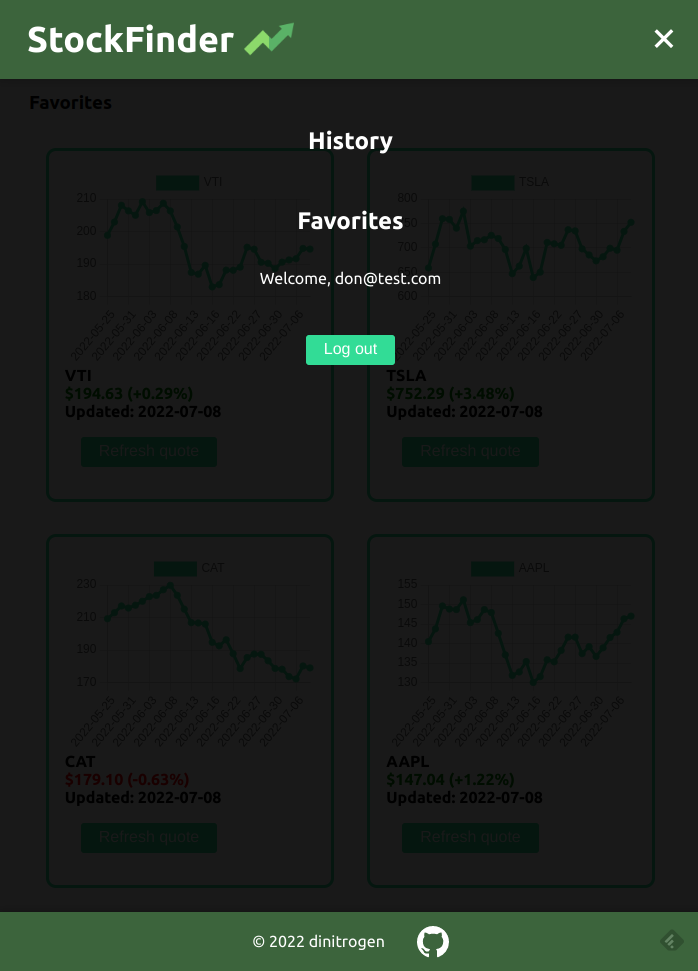 StockFinder
Favorites
History
Favorites
Welcome, don@test.com
Log out
VTI
210
200
190
180
2022-05-25
2022-05-31
2022-06-03
2022-06-08
2022-06-13
2022-06-16
2022-06-22
2022-06-27
2022-06-30
2022-07-06
VTI
$194.63 (+0.29%)
Updated: 2022-07-08
Refresh quote
TSLA
800
700
650
600
2022-05-25
2022-05-31
2022-06-03
2022-06-08
2022-06-13
2022-06-16
2022-06-22
2022-06-27
2022-06-30
2022-07-06
TSLA
$752.29 (+3.48%)
Updated: 2022-07-08
Refresh quote
CAT
230
210
190
170
2022-05-25
2022-05-31
2022-06-03
2022-06-08
2022-06-13
2022-06-16
2022-06-22
2022-06-27
2022-06-30
2022-07-06
CAT
$179.10 (-0.63%)
Updated: 2022-07-08
Refresh quote
AAPL
155
150
145
140
135
130
2022-05-25
2022-05-31
2022-06-03
2022-06-08
2022-06-13
2022-06-16
2022-06-22
2022-06-27
2022-06-30
2022-07-06
AAPL
$147.04 (+1.22%)
Updated: 2022-07-08
Refresh quote
© 2022 dinitrogen